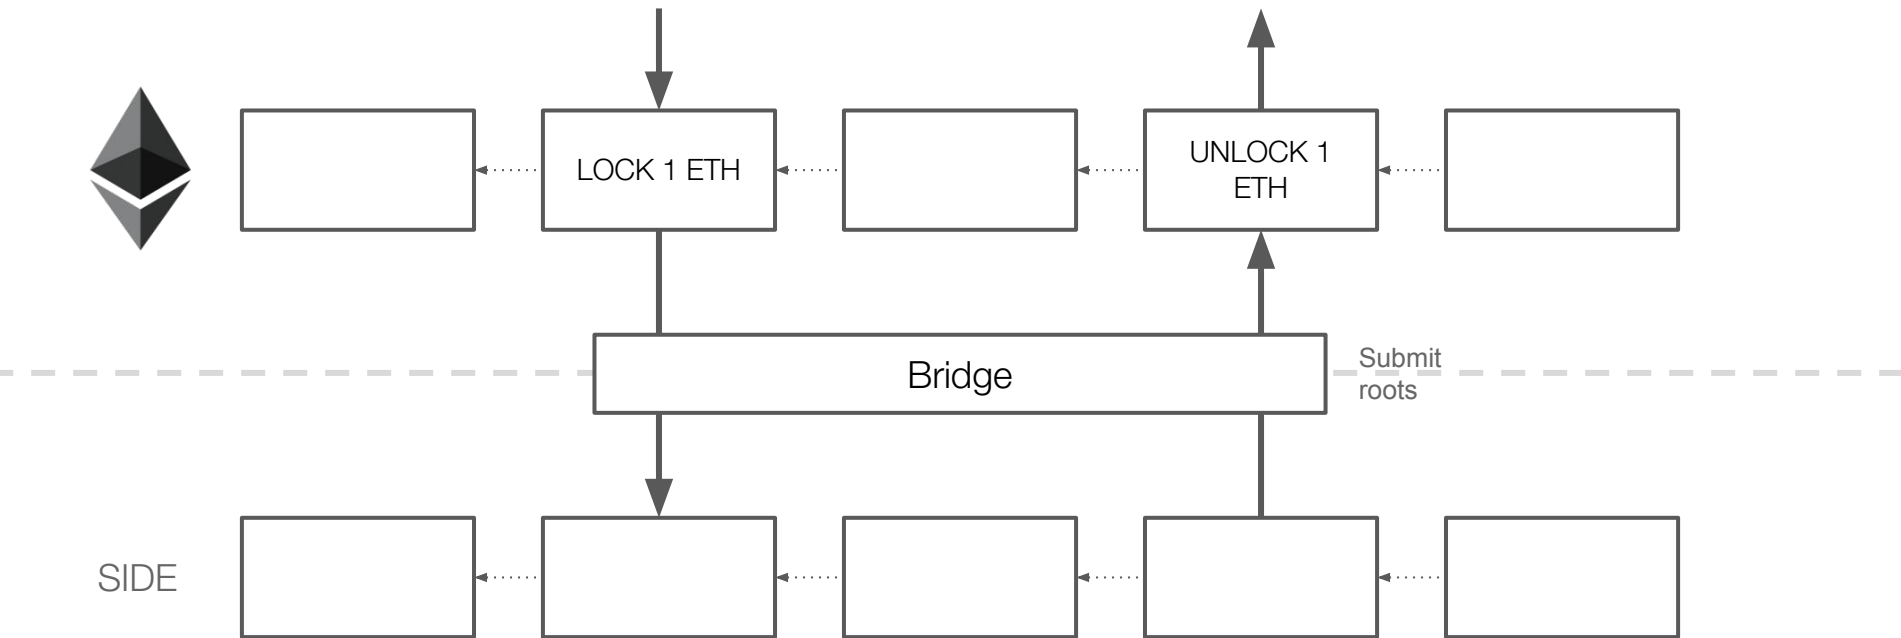 LOCK 1 ETH
UNLOCK 1
ETH
Bridge
Submit
roots
SIDE